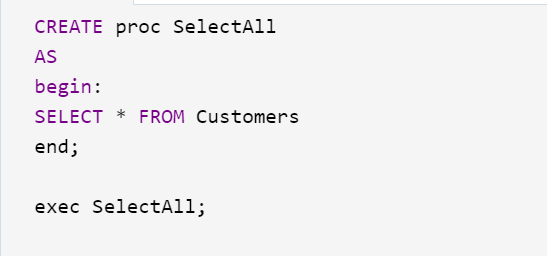 CREATE proc SelectAll
AS
begin:
SELECT * FROM Customers
end;
exec SelectAll;